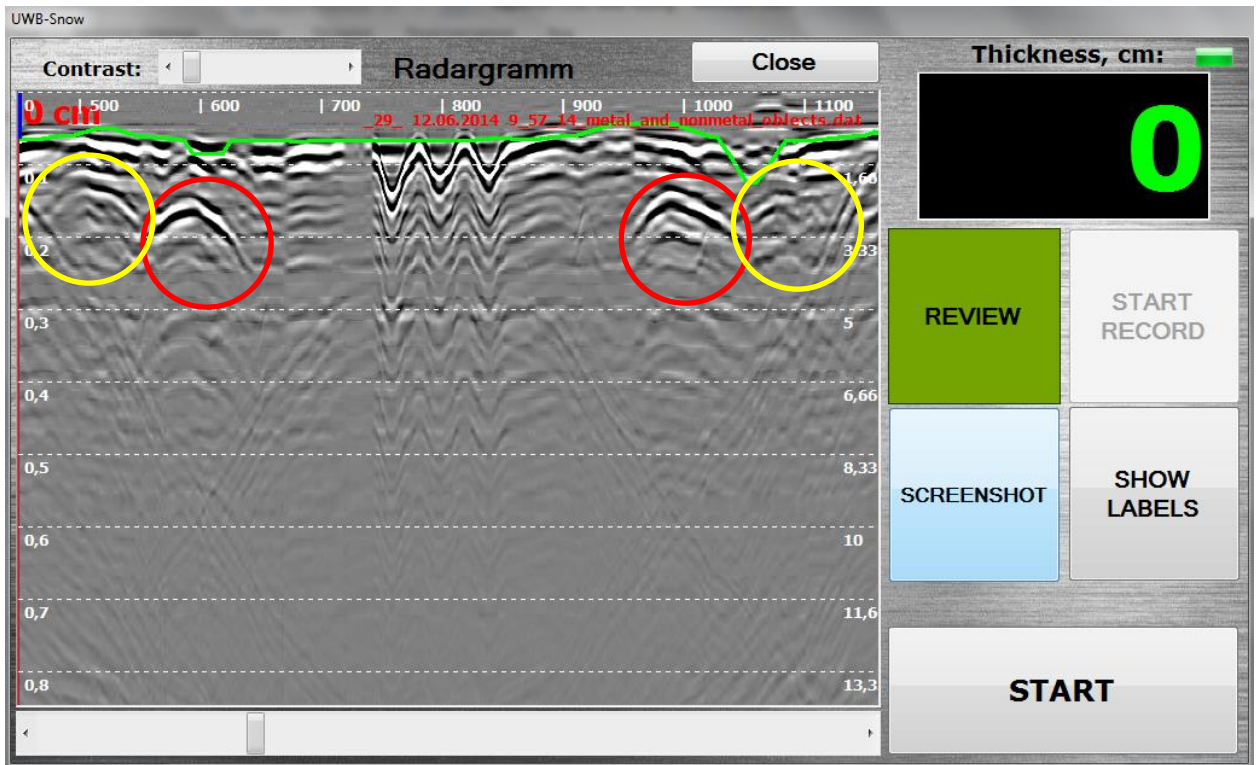 UWB-Snow
Contrast:
Radargramm
Close
Thickness, cm:
0 | 500 | 600 | 700 | 800 | 900 | 1000 | 1100
0 cm
_29_ 12.06.2014_9_57_14_metal_and_nonmetal_oblects.dat
0
0,1 1,66
0,2 3,33
0,3 5
0,4 6,66
0,5 8,33
0,6 10
0,7 11,6
0,8 13,3
REVIEW
START
RECORD
SCREENSHOT
SHOW
LABELS
START